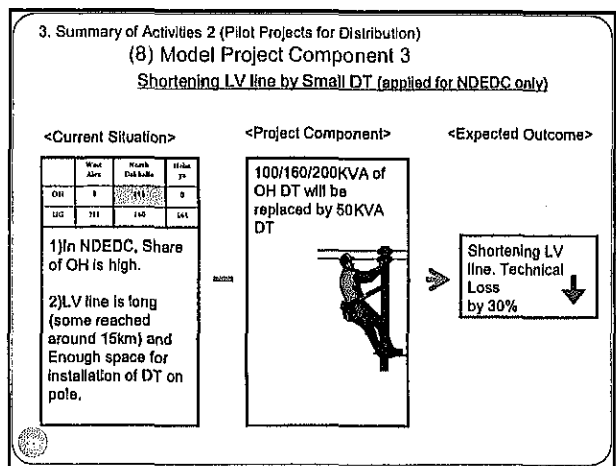 3. Summary of Activities 2 (Pilot Projects for Distribution)
(8) Model Project Component 3
Shortening LV line by Small DT (applied for NDEDC only)
<Current Situation>
<Project Component>
<Expected Outcome>
West North
OH 0 0
UG
1)In NDEDC, Share
of OH is high.
2)LV line is long
(some reached
around 15km) and
Enough space for
installation of DT on
pole.
100/160/200KVA of
OH DT will be
replaced by 50KVA
DT
Shortening LV
line. Technical
Loss
by 30%